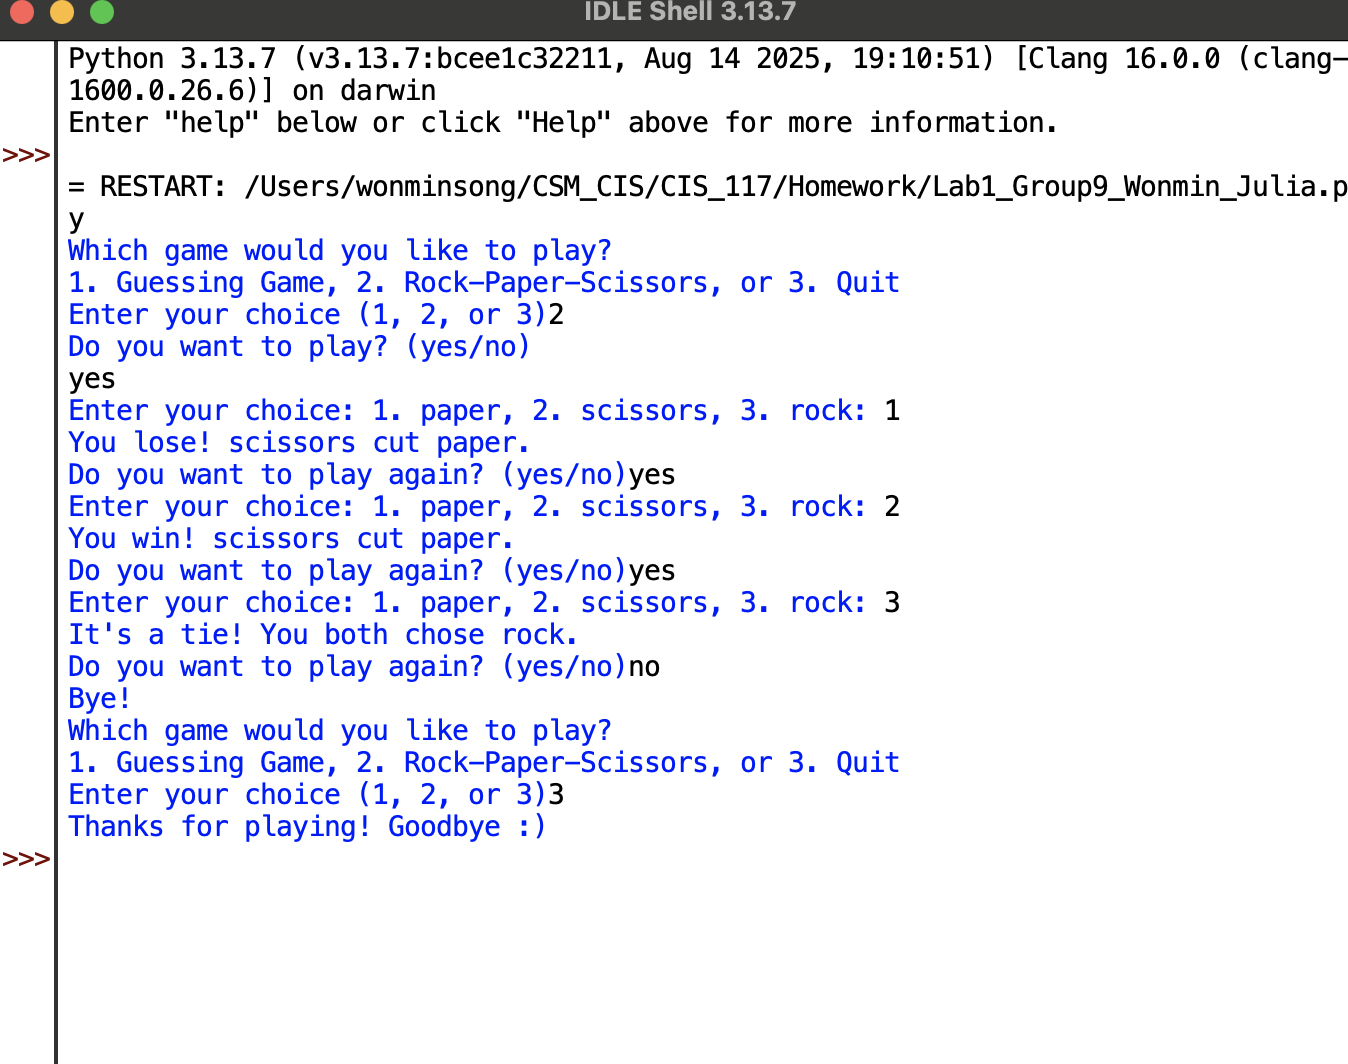 IDLE Shell 3.13.7
Python 3.13.7 (v3.13.7:bcee1c32211, Aug 14 2025, 19:10:51) [Clang 16.0.0 (clang-
1600.0.26.6)] on darwin
Enter "help" below or click "Help" above for more information.
>>>
= RESTART: /Users/wonminsong/CSM_CIS/CIS_117/Homework/Lab1_Group9_Wonmin_Julia.p
y
Which game would you like to play?
1. Guessing Game, 2. Rock-Paper-Scissors, or 3. Quit
Enter your choice (1, 2, or 3)2
Do you want to play? (yes/no)
yes
Enter your choice: 1. paper, 2. scissors, 3. rock: 1
You lose! scissors cut paper.
Do you want to play again? (yes/no)yes
Enter your choice: 1. paper, 2. scissors, 3. rock: 2
You win! scissors cut paper.
Do you want to play again? (yes/no)yes
Enter your choice: 1. paper, 2. scissors, 3. rock: 3
It's a tie! You both chose rock.
Do you want to play again? (yes/no)no
Bye!
Which game would you like to play?
1. Guessing Game, 2. Rock-Paper-Scissors, or 3. Quit
Enter your choice (1, 2, or 3)3
Thanks for playing! Goodbye :)
>>>